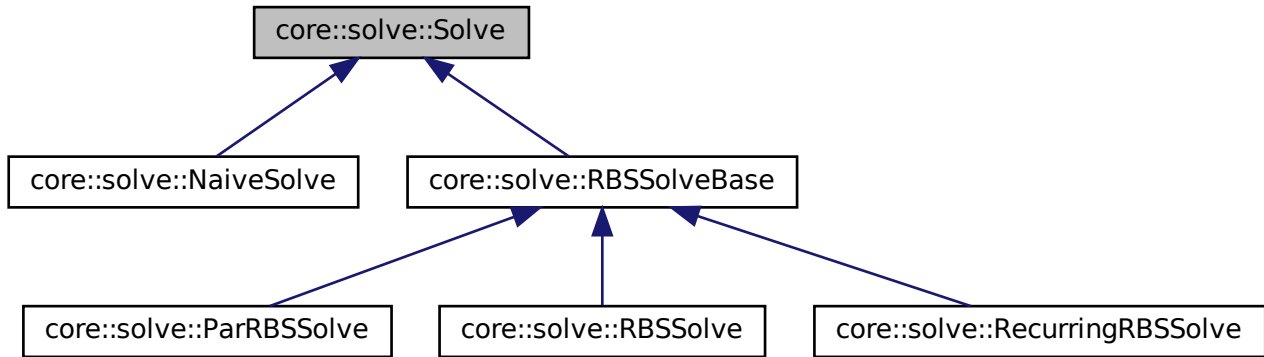 core::solve::Solve
core::solve::NaiveSolve
core::solve::RBSSolveBase
core::solve::ParRBSSolve
core::solve::RBSSolve
core::solve::RecurringRBSSolve